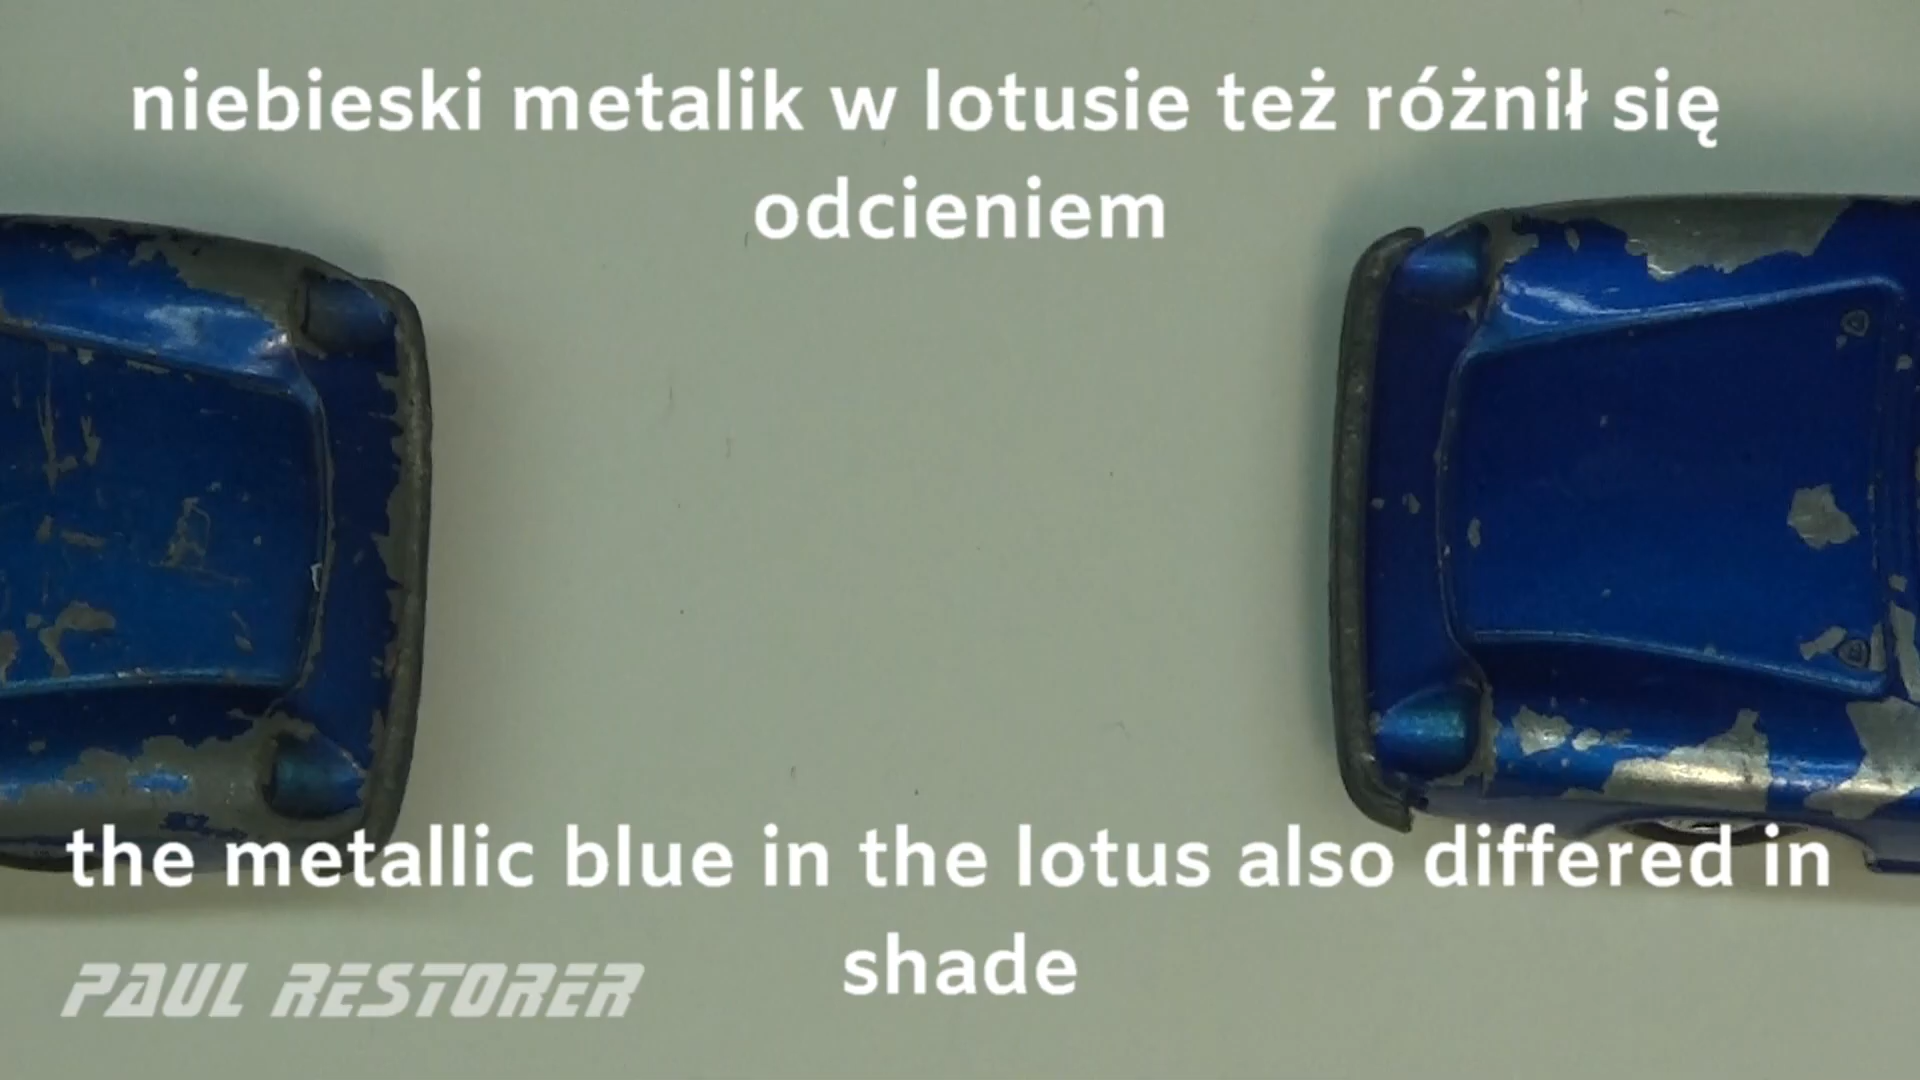 niebieski metalik w lotusie też różnił się
odcieniem
the metallic blue in the lotus also differed in
shade
PAUL RESTORER